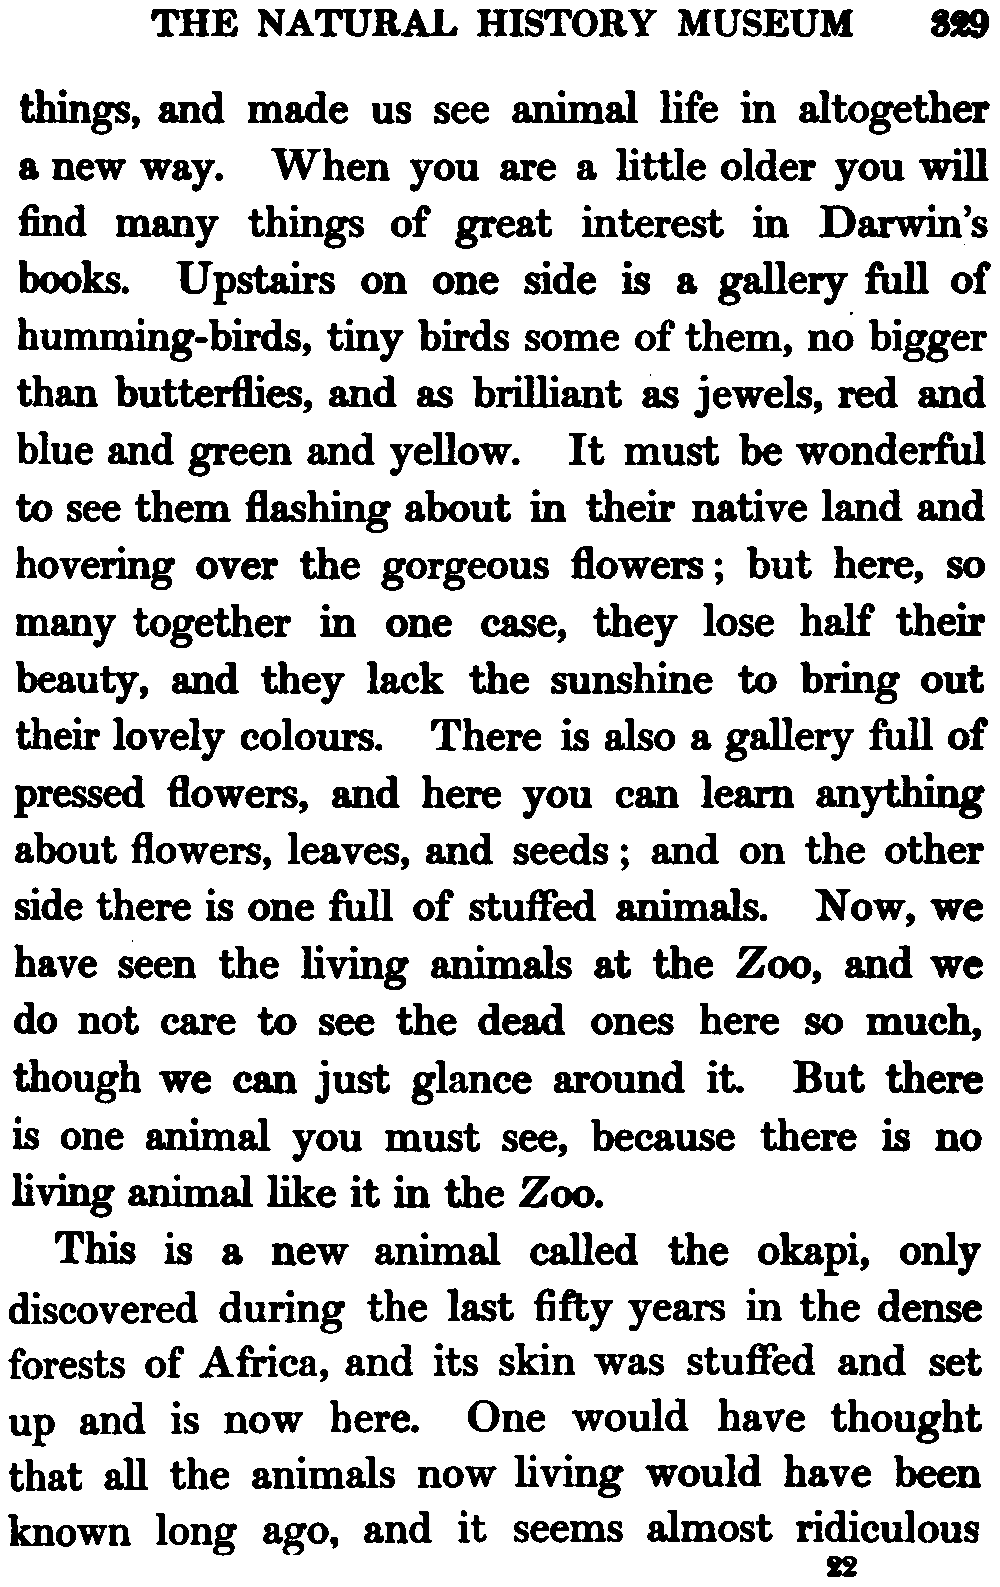 THE NATURAL HISTORY MUSEUM 329
things, and made us see animal life in altogether
a new way. When you are a little older you will
find many things of great interest in Darwin's
books. Upstairs on one side is a gallery full of
humming-birds, tiny birds some of them, no bigger
than butterflies, and as brilliant as jewels, red and
blue and green and yellow. It must be wonderful
to see them flashing about in their native land and
hovering over the gorgeous flowers; but here, so
many together in one case, they lose half their
beauty, and they lack the sunshine to bring out
their lovely colours. There is also a gallery full of
pressed flowers, and here you can learn anything
about flowers, leaves, and seeds; and on the other
side there is one full of stuffed animals. Now, we
have seen the living animals at the Zoo, and we
do not care to see the dead ones here so much,
though we can just glance around it. But there
is one animal you must see, because there is no
living animal like it in the Zoo.
This is a new animal called the okapi, only
discovered during the last fifty years in the dense
forests of Africa, and its skin was stuffed and set
up and is now here. One would have thought
that all the animals now living would have been
known long ago, and it seems almost ridiculous
22